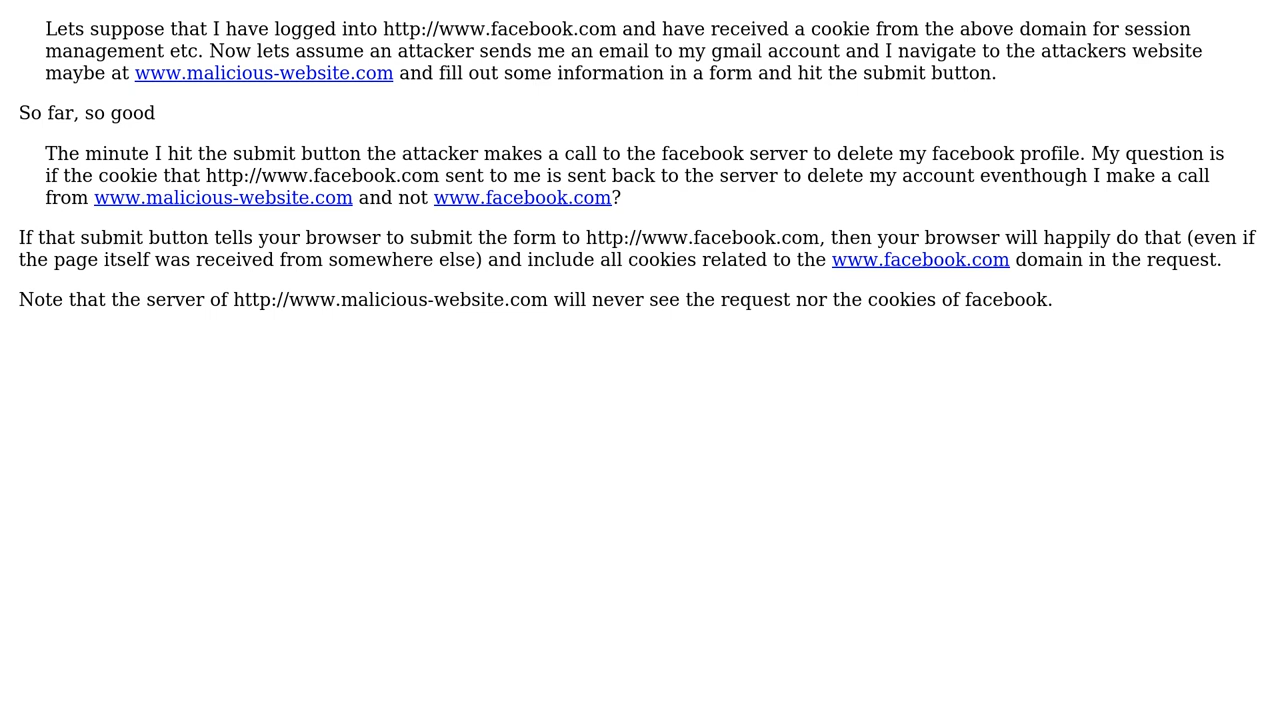 Lets suppose that I have logged into http://www.facebook.com and have received a cookie from the above domain for session
management etc. Now lets assume an attacker sends me an email to my gmail account and I navigate to the attackers website
maybe at www.malicious-website.com and fill out some information in a form and hit the submit button.
So far, so good
The minute I hit the submit button the attacker makes a call to the facebook server to delete my facebook profile. My question is
if the cookie that http://www.facebook.com sent to me is sent back to the server to delete my account eventhough I make a call
from www.malicious-website.com and not www.facebook.com?
If that submit button tells your browser to submit the form to http://www.facebook.com, then your browser will happily do that (even if
the page itself was received from somewhere else) and include all cookies related to the www.facebook.com domain in the request.
Note that the server of http://www.malicious-website.com will never see the request nor the cookies of facebook.